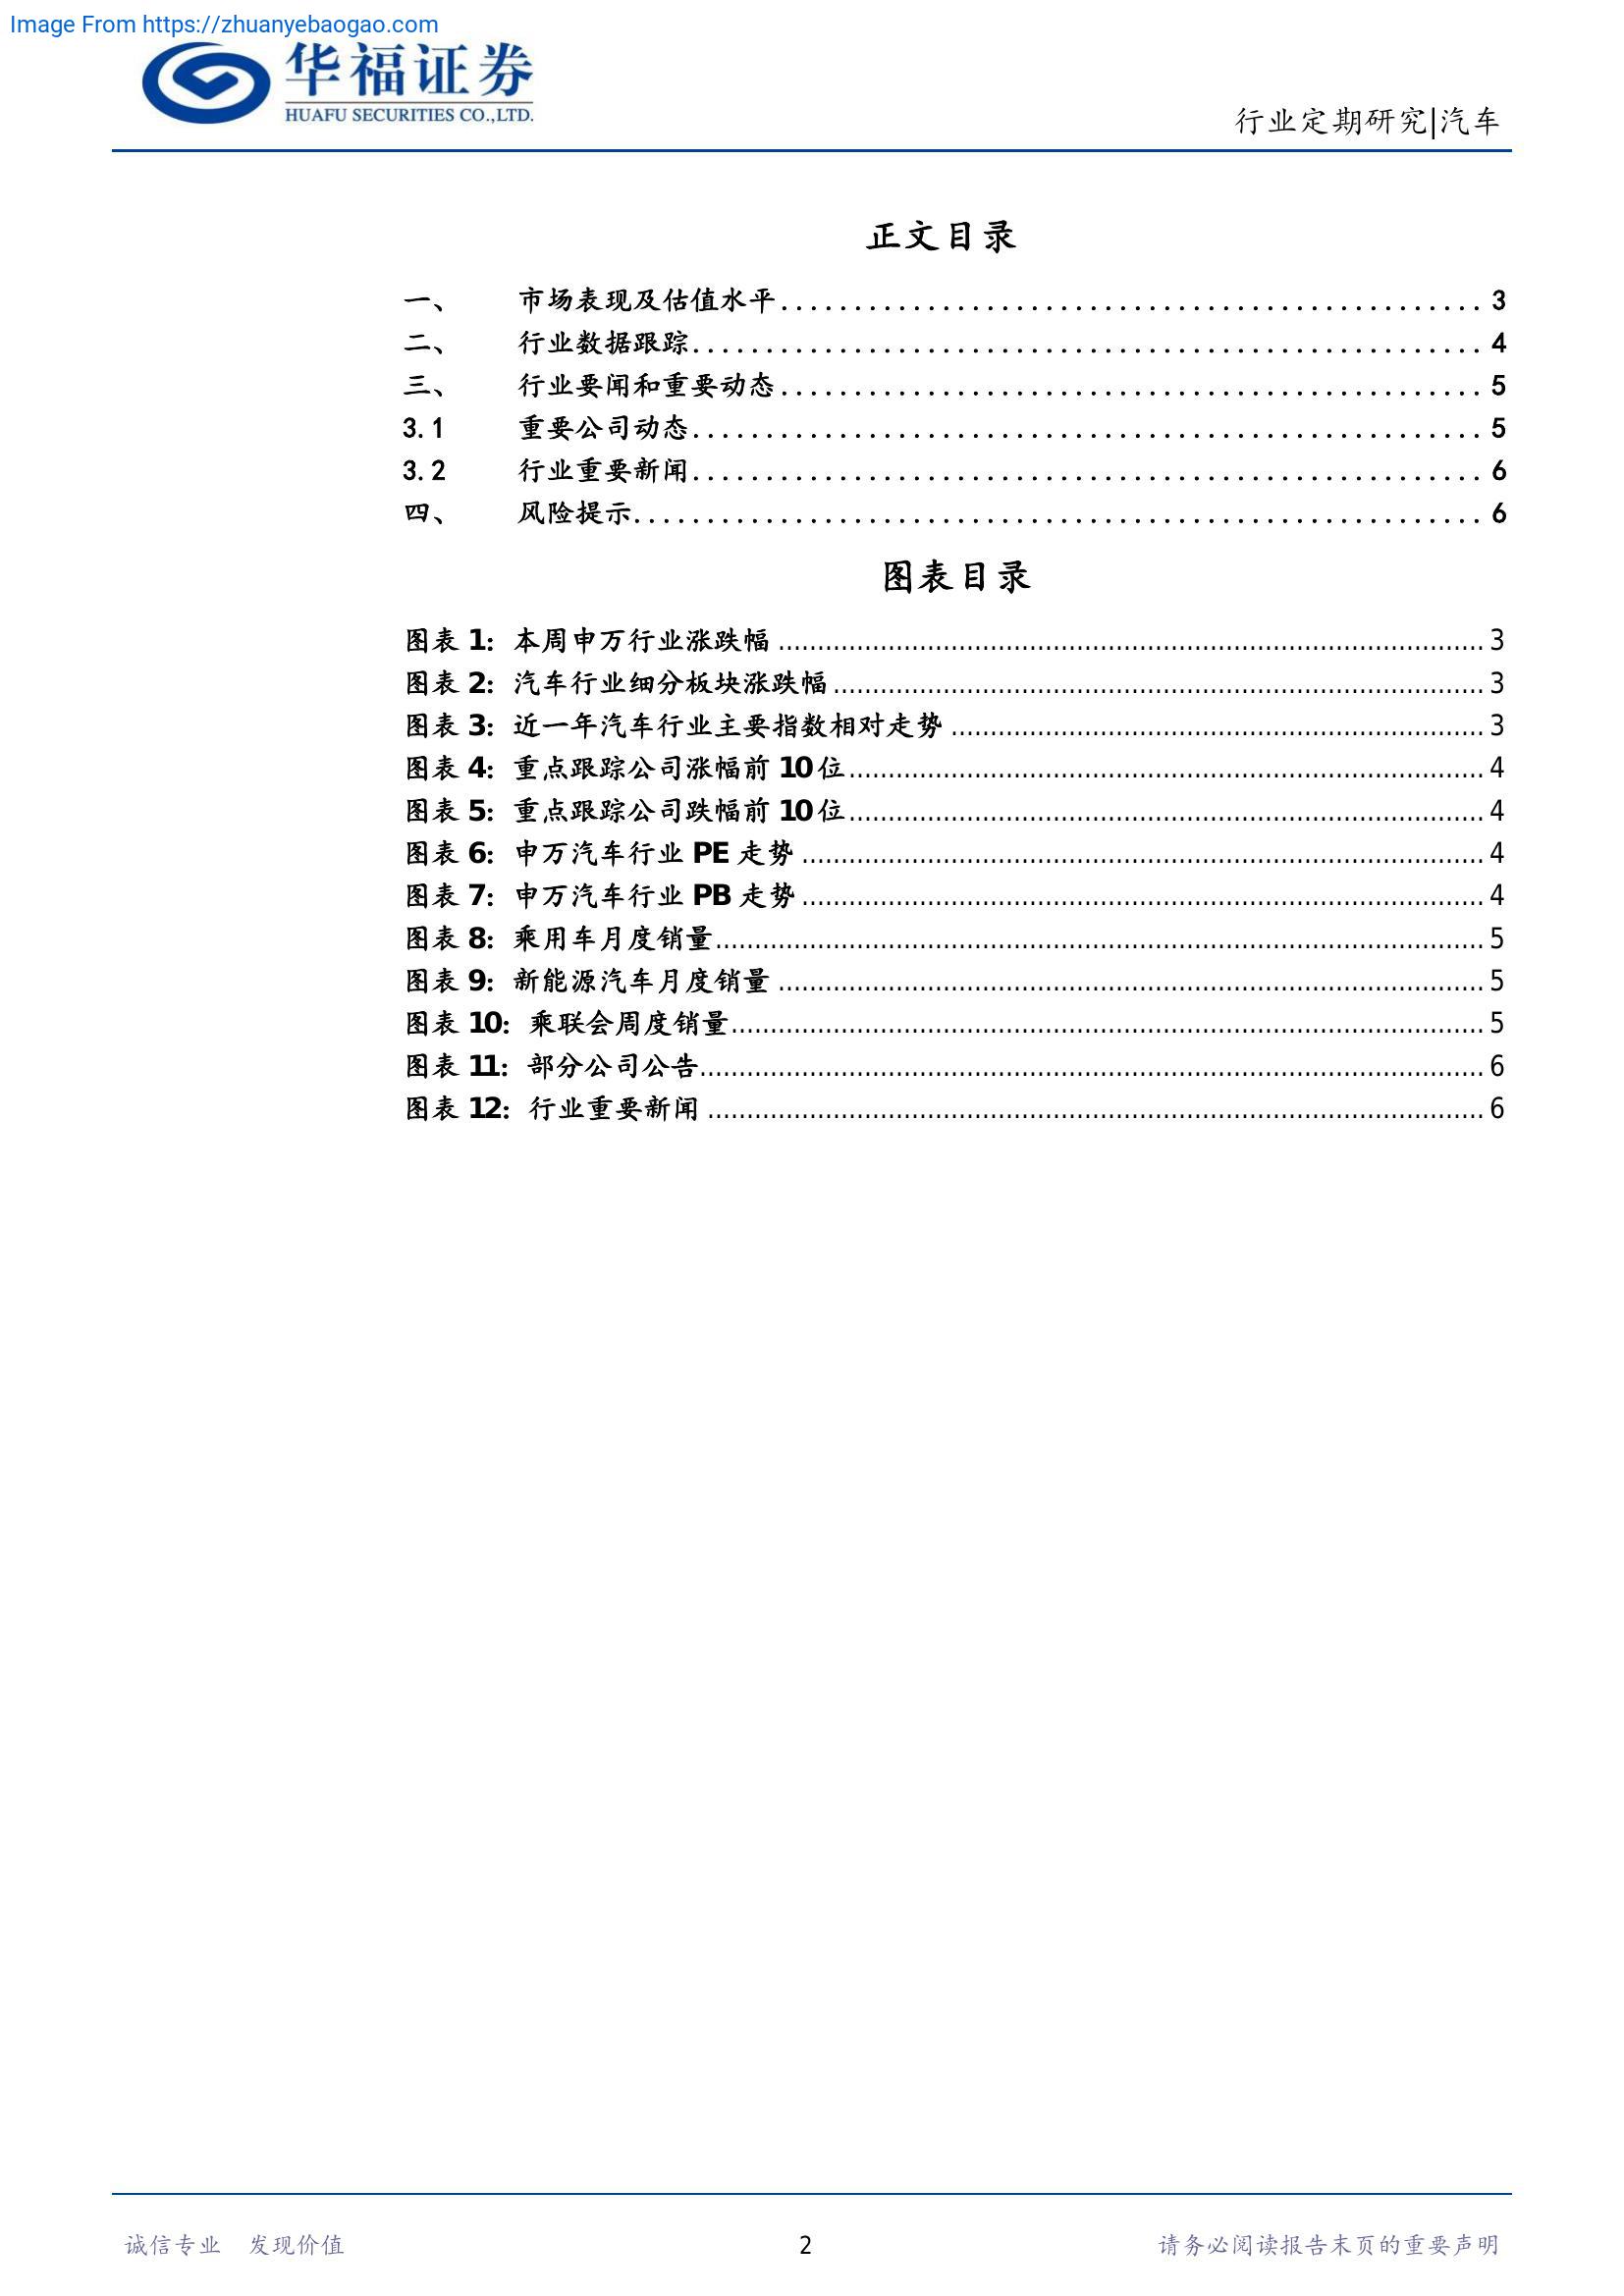 Image From https://zhuanyebaogao.com
华福证券
HUAFU SECURITIES CO.,LTD.
行业定期研究|汽车
正文目录
一、 市场表现及估值水平 3
二、 行业数据跟踪 4
三、 行业要闻和重要动态 5
3.1 重要公司动态 5
3.2 行业重要新闻 6
四、 风险提示 6
图表目录
图表 1: 本周申万行业涨跌幅 3
图表 2: 汽车行业细分板块涨跌幅 3
图表 3: 近一年汽车行业主要指数相对走势 3
图表 4: 重点跟踪公司涨幅前 10 位 4
图表 5: 重点跟踪公司跌幅前 10 位 4
图表 6: 申万汽车行业 PE 走势 4
图表 7: 申万汽车行业 PB 走势 4
图表 8: 乘用车月度销量 5
图表 9: 新能源汽车月度销量 5
图表 10: 乘联会周度销量 5
图表 11: 部分公司公告 6
图表 12: 行业重要新闻 6
诚信专业 发现价值 2 请务必阅读报告末页的重要声明